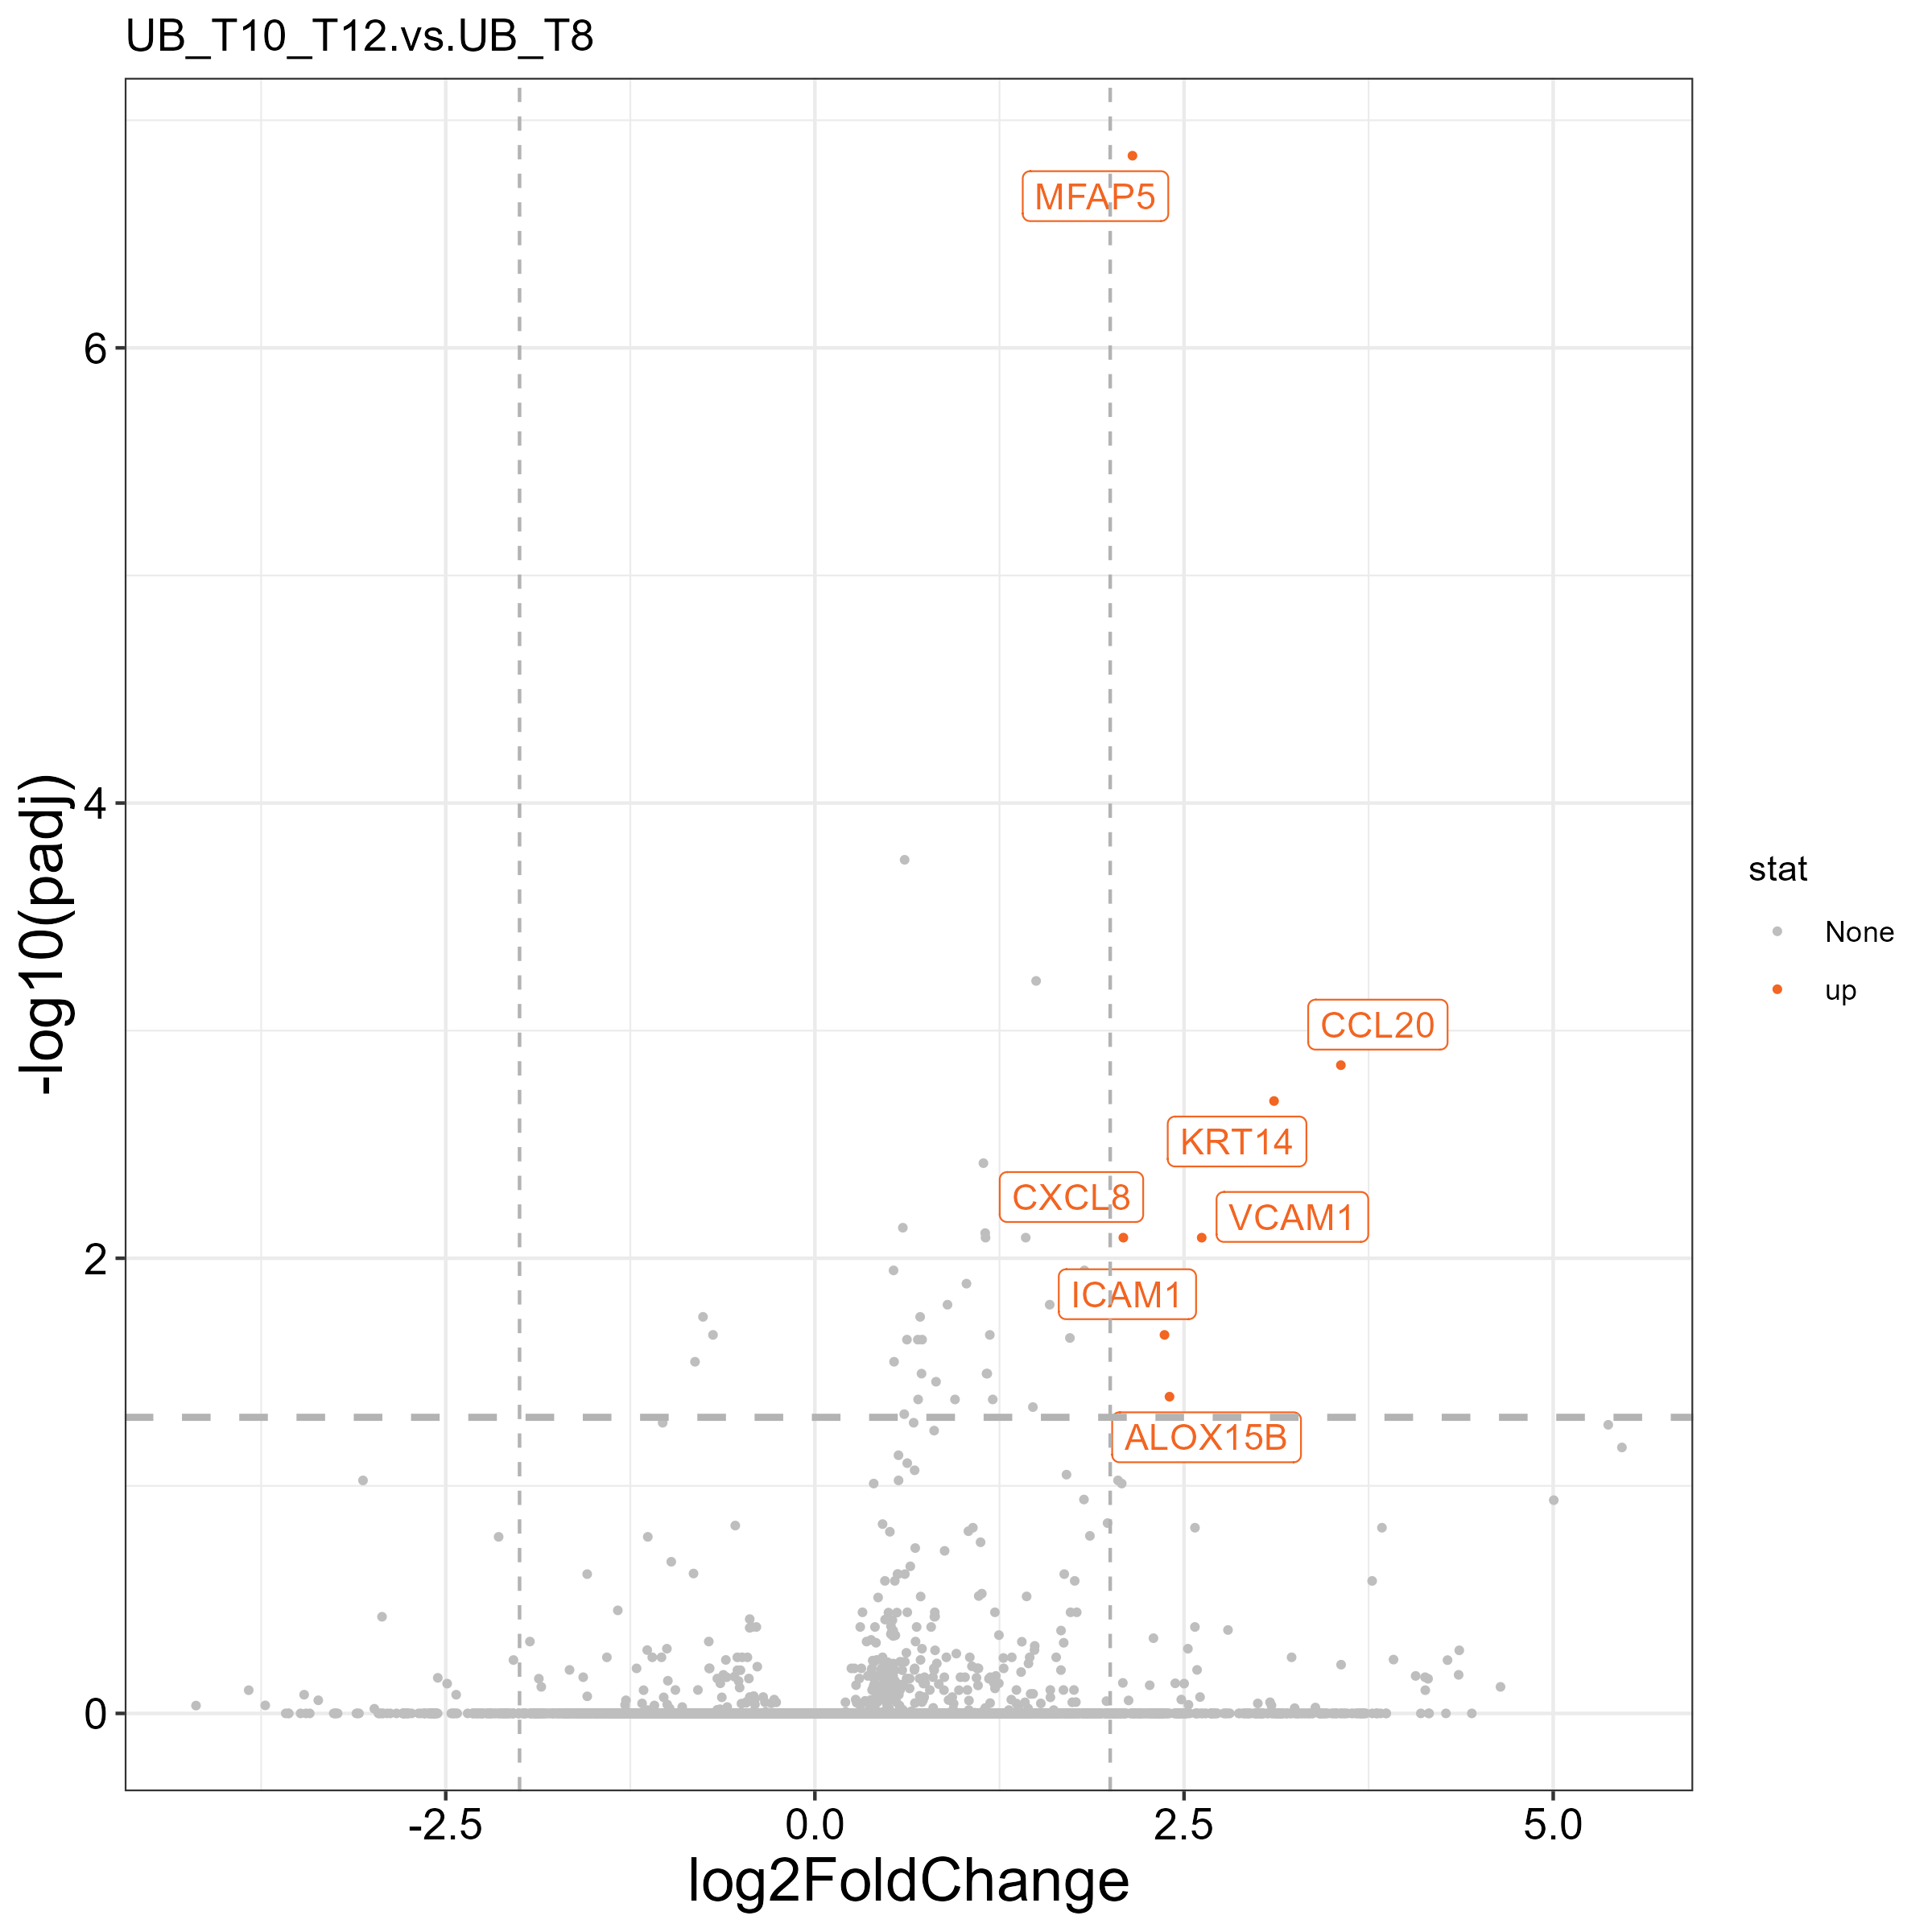 UB_T10_T12.vs.UB_T8
MFAP5
6
4
-log10(padj)
stat
None
up
CCL20
KRT14
CXCL8
VCAM1
2
ICAM1
ALOX15B
0
-2.5
0.0
2.5
5.0
log2FoldChange